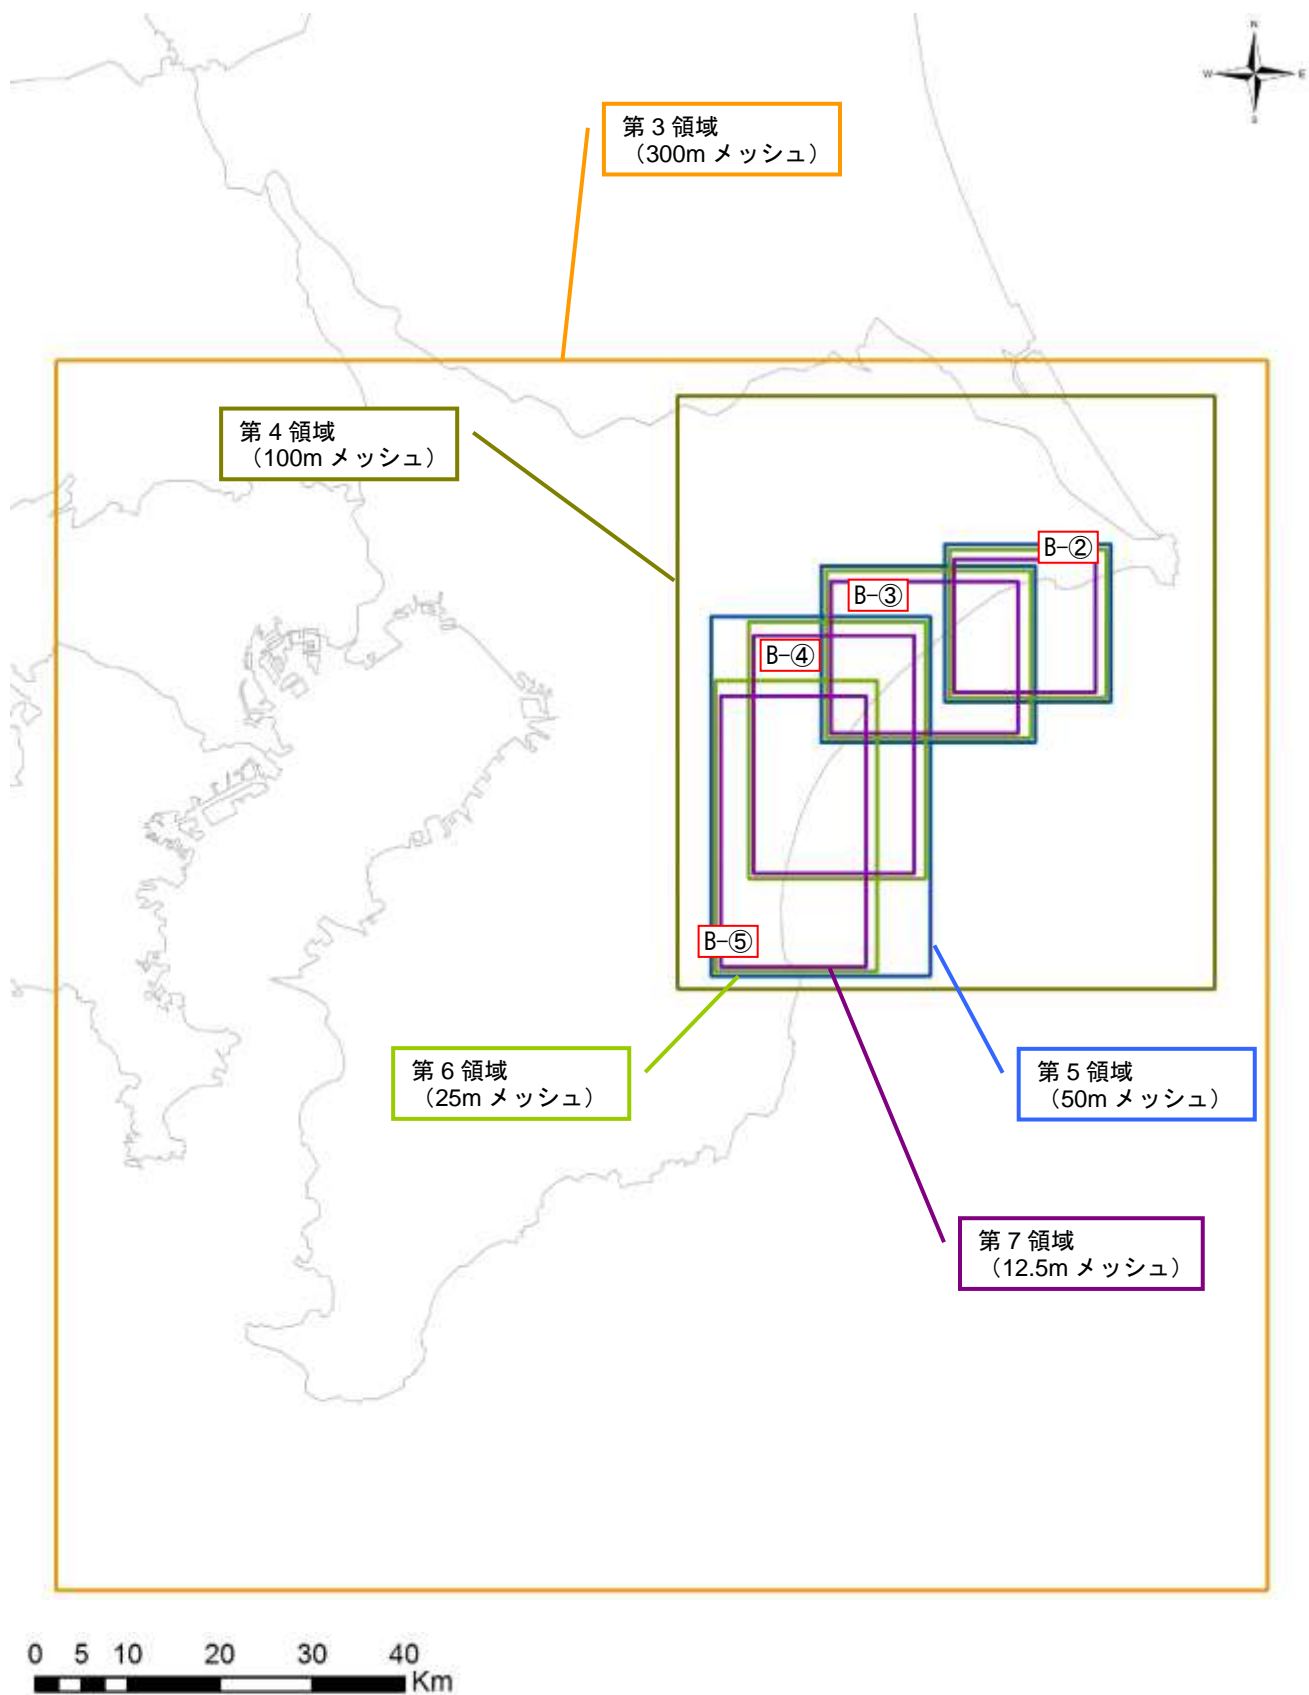 N
W
E
S
第3領域
（300m メッシュ）
第4領域
（100m メッシュ）
B-②
B-③
B-④
B-⑤
第6領域
（25m メッシュ）
第5領域
（50m メッシュ）
第7領域
（12.5m メッシュ）
0 5 10 20 30 40
Km